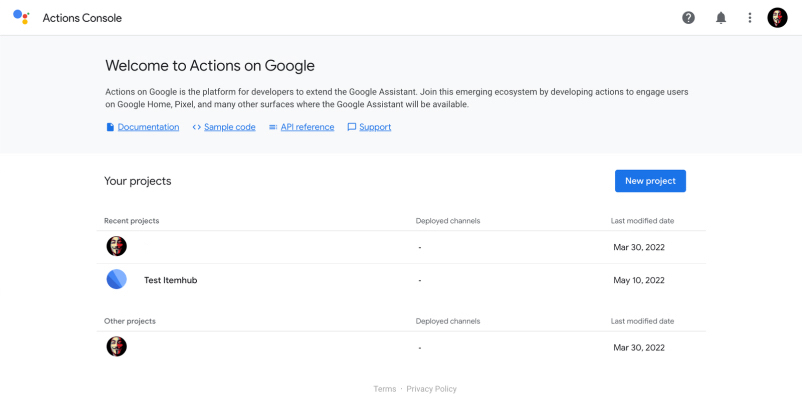 Actions Console
Welcome to Actions on Google
Actions on Google is the platform for developers to extend the Google Assistant. Join this emerging ecosystem by developing actions to engage users
on Google Home, Pixel, and many other surfaces where the Google Assistant will be available.
Documentation <> Sample code API reference Support
Your projects New project
Recent projects Deployed channels Last modified date
- Mar 30, 2022
Test Itemhub - May 10, 2022
Other projects Deployed channels Last modified date
- Mar 30, 2022
Terms · Privacy Policy